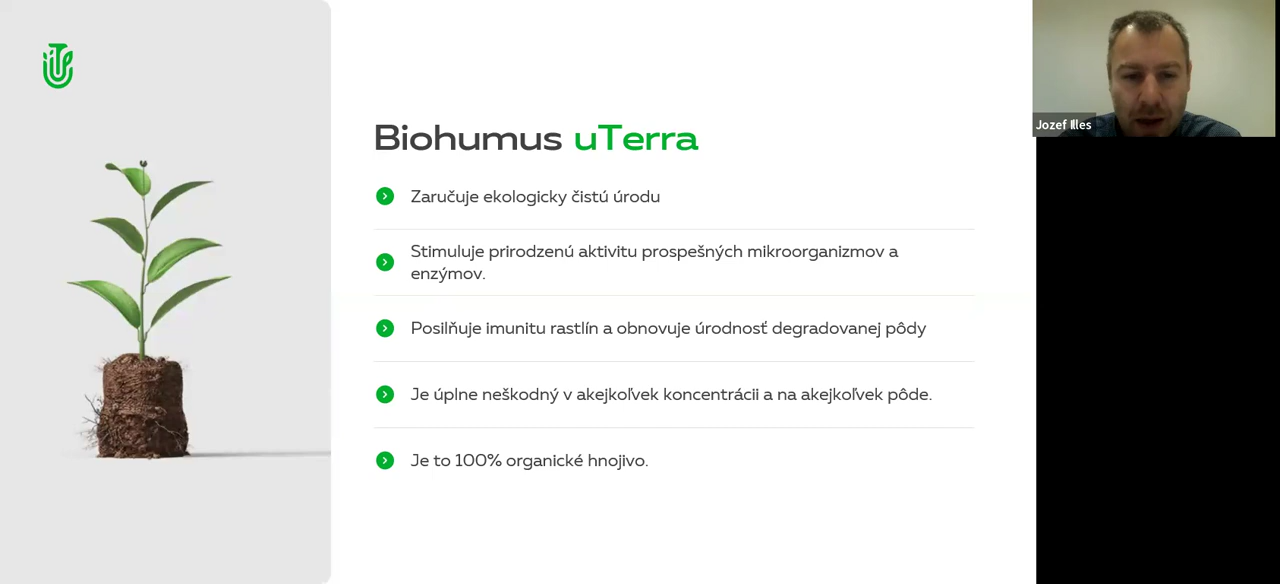 Biohumus uTerra
Zaručuje ekologicky čistú úrodu
Stimuluje prirodzenú aktivitu prospešných mikroorganizmov a
enzýmov.
Posilňuje imunitu rastlín a obnovuje úrodnosť degradovanej pôdy
Je úplne neškodný v akejkoľvek koncentrácii a na akejkoľvek pôde.
Je to 100% organické hnojivo.
Jozef Illes